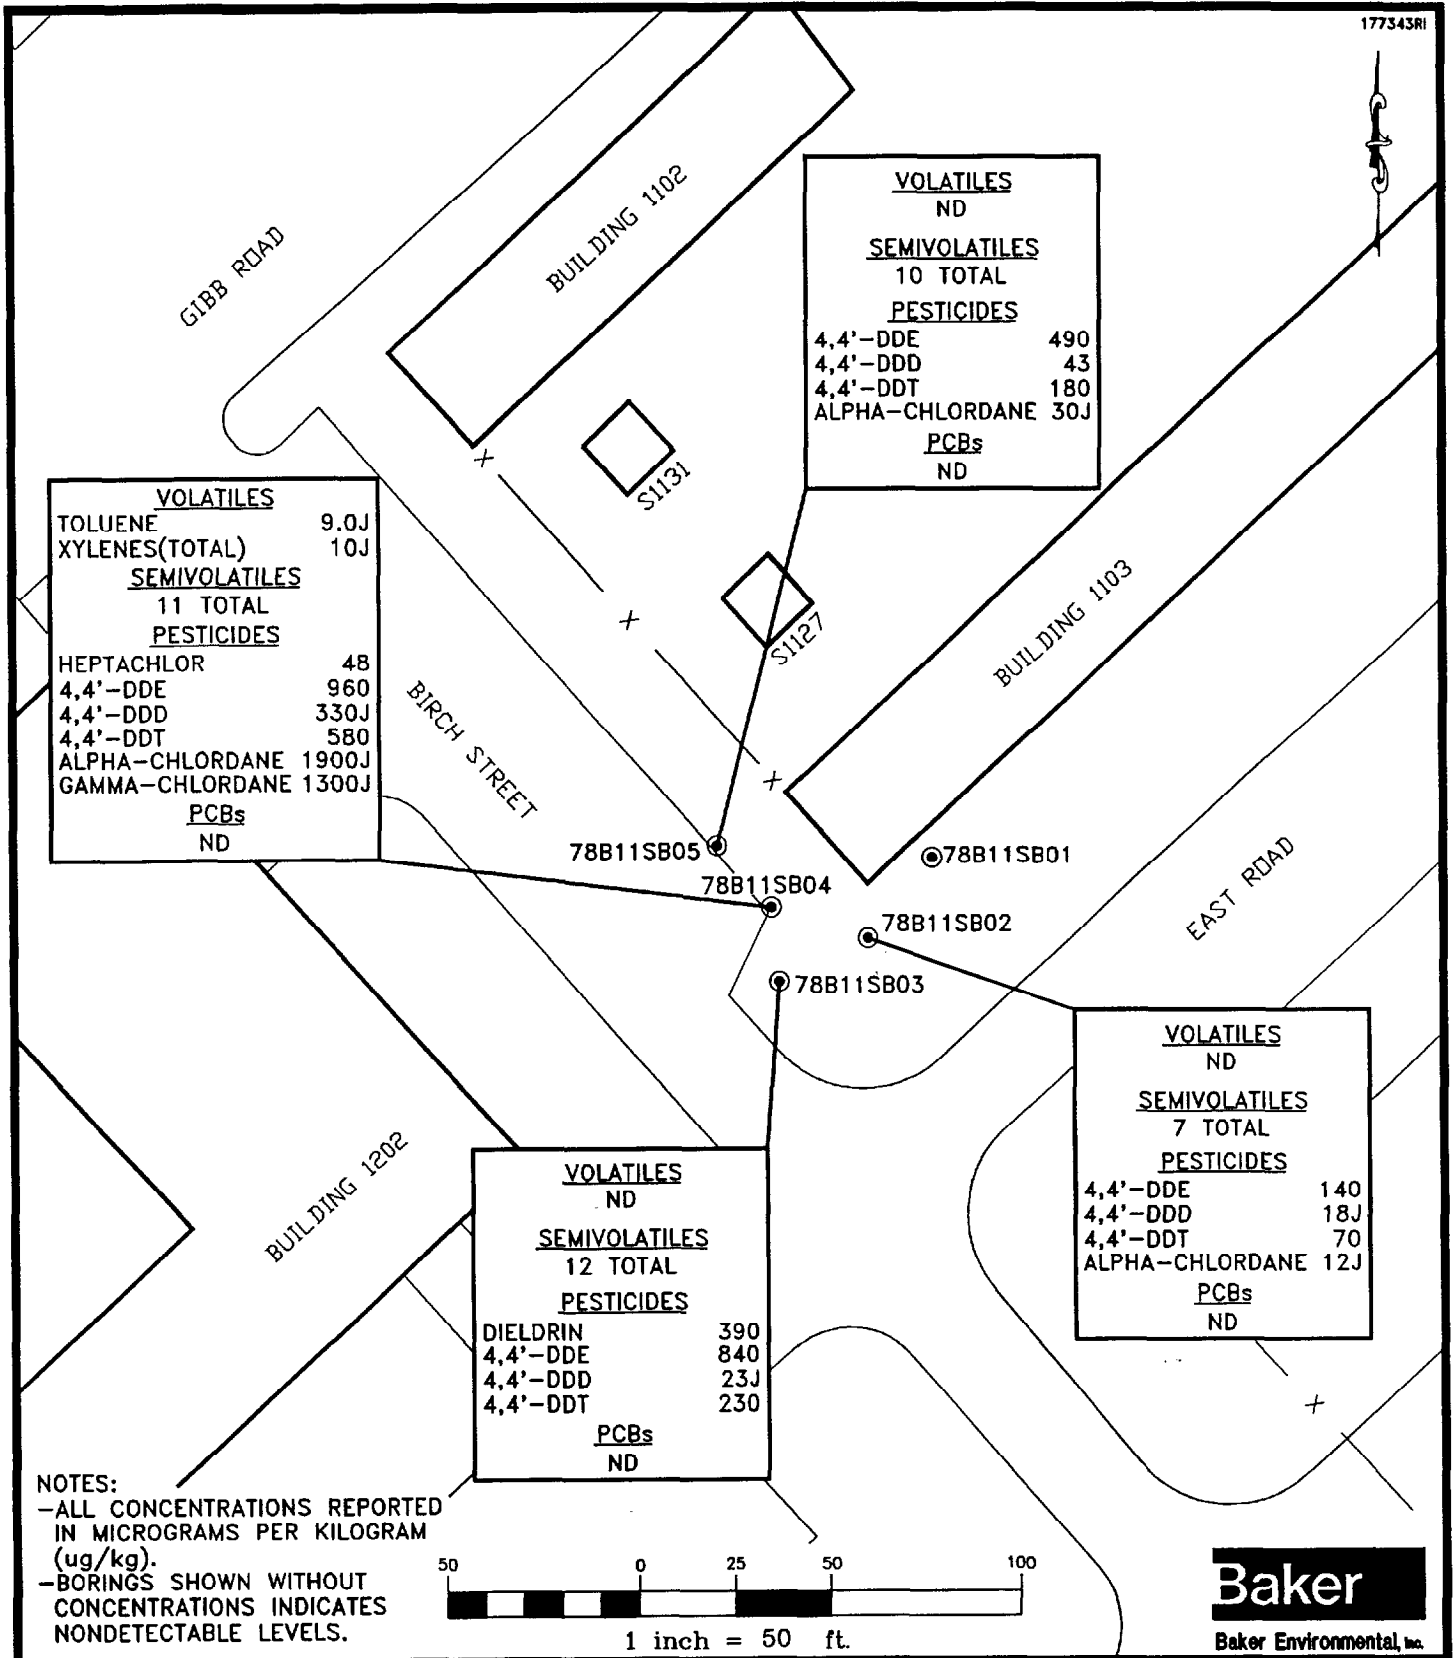 177343RI
GIBB ROAD
BUILDING 1102
VOLATILES
ND
SEMIVOLATILES
10 TOTAL
PESTICIDES
4,4'-DDE 490
4,4'-DDD 43
4,4'-DDT 180
ALPHA-CHLORDANE 30J
PCBs
ND
S1131
VOLATILES
TOLUENE 9.0J
XYLENES(TOTAL) 10J
SEMIVOLATILES
11 TOTAL
PESTICIDES
HEPTACHLOR 48
4,4'-DDE 960
4,4'-DDD 330J
4,4'-DDT 580
ALPHA-CHLORDANE 1900J
GAMMA-CHLORDANE 1300J
PCBs
ND
S1127
BUILDING 1103
BIRCH STREET
78B11SB05
78B11SB01
78B11SB04
78B11SB02
78B11SB03
EAST ROAD
VOLATILES
ND
SEMIVOLATILES
7 TOTAL
PESTICIDES
4,4'-DDE 140
4,4'-DDD 18J
4,4'-DDT 70
ALPHA-CHLORDANE 12J
PCBs
ND
BUILDING 1202
VOLATILES
ND
SEMIVOLATILES
12 TOTAL
PESTICIDES
DIELDRIN 390
4,4'-DDE 840
4,4'-DDD 23J
4,4'-DDT 230
PCBs
ND
NOTES:
-ALL CONCENTRATIONS REPORTED
IN MICROGRAMS PER KILOGRAM
(ug/kg).
-BORINGS SHOWN WITHOUT
CONCENTRATIONS INDICATES
NONDETECTABLE LEVELS.
50 0 25 50 100
1 inch = 50 ft.
Baker
Baker Environmental, Inc.